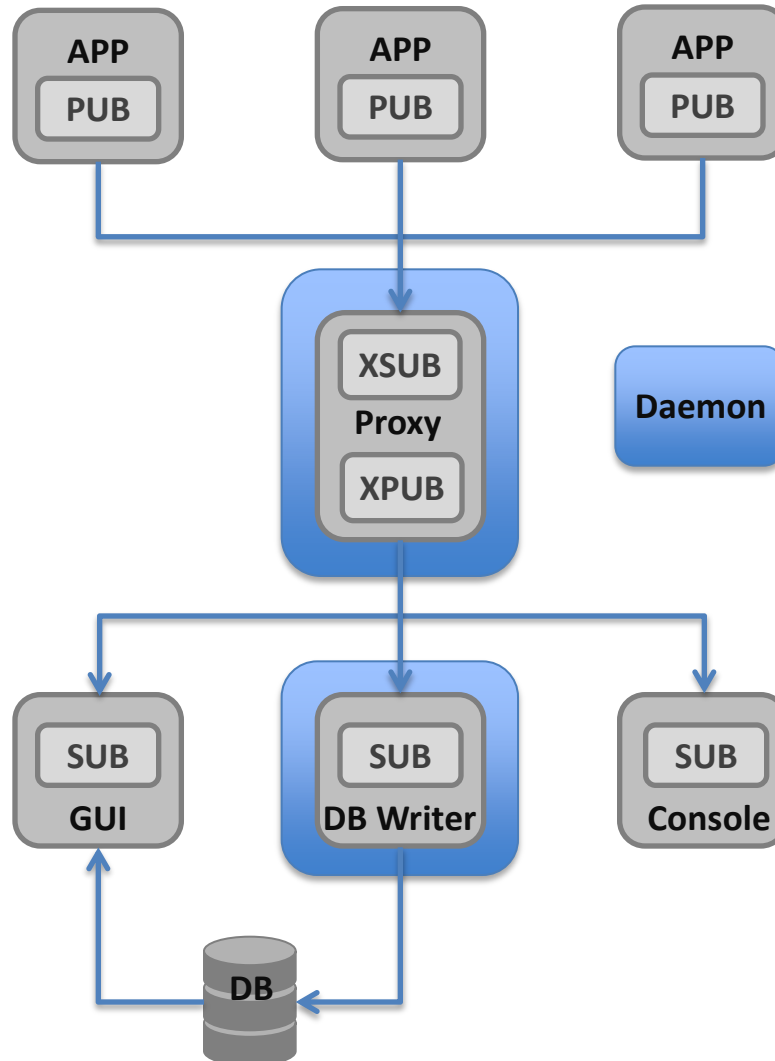 APP
PUB
APP
PUB
APP
PUB
XSUB
Proxy
XPUB
Daemon
SUB
GUI
SUB
DB Writer
SUB
Console
DB